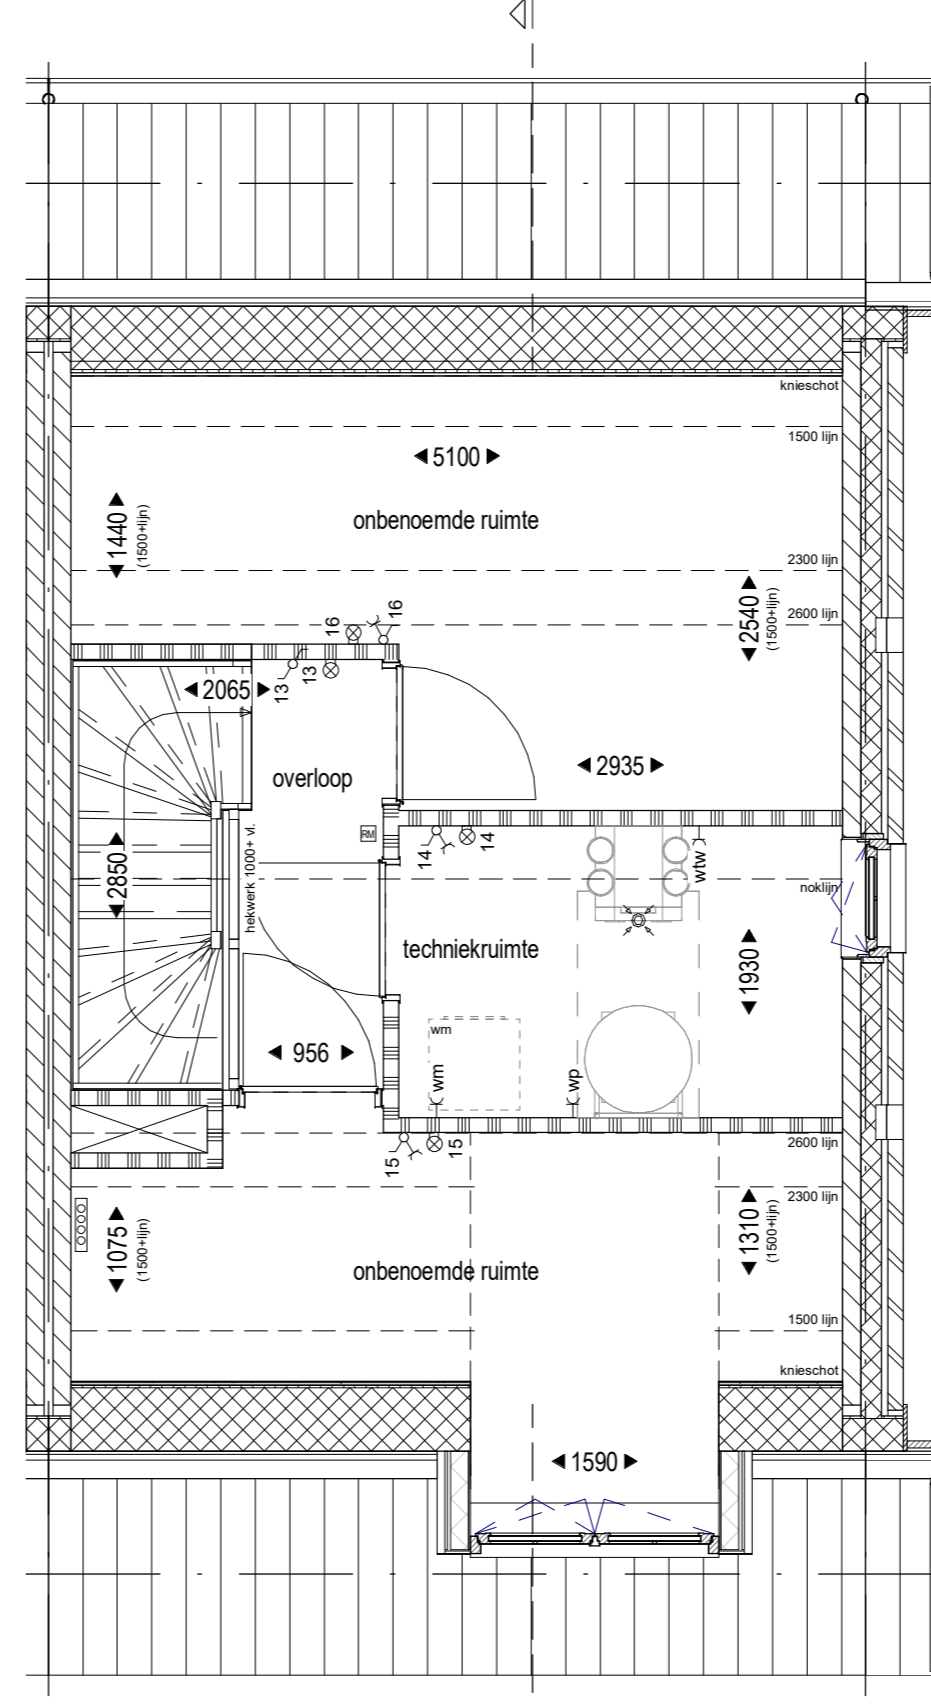 knieschot
1500 lijn
5100
onbenoemde ruimte
1440
(1500+lijn)
2300 lijn
2540
(1500+lijn)
2600 lijn
16
16
13
13
2065
overloop
2935
RM
hekwerk 1000+ vl.
14
14
wtw
2850
noklijn
techniekruimte
1930
wm
956
wm
wp
15
15
2600 lijn
2300 lijn
1075
(1500+lijn)
1310
(1500+lijn)
onbenoemde ruimte
1500 lijn
knieschot
1590